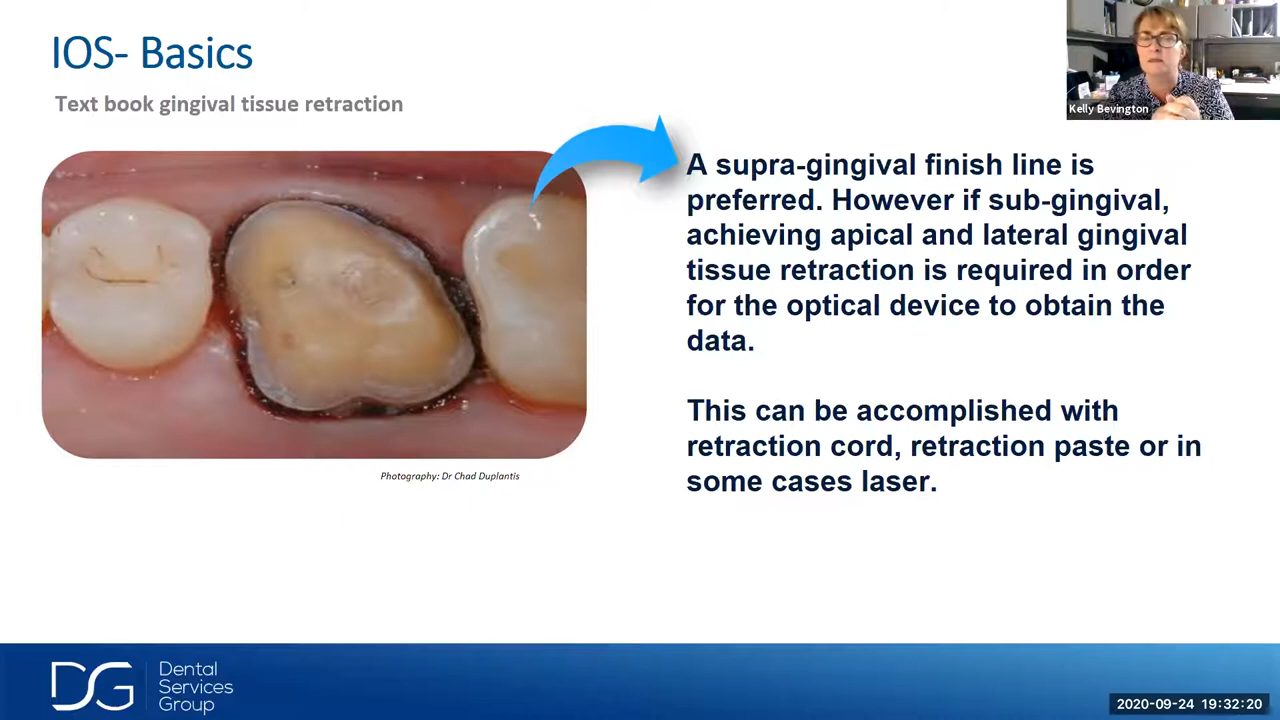 IOS- Basics
Text book gingival tissue retraction
Kelly Bevington
A supra-gingival finish line is
preferred. However if sub-gingival,
achieving apical and lateral gingival
tissue retraction is required in order
for the optical device to obtain the
data.
This can be accomplished with
retraction cord, retraction paste or in
some cases laser.
Photography: Dr Chad Duplantis
DSG
Dental
Services
Group
2020-09-24 19:32:20